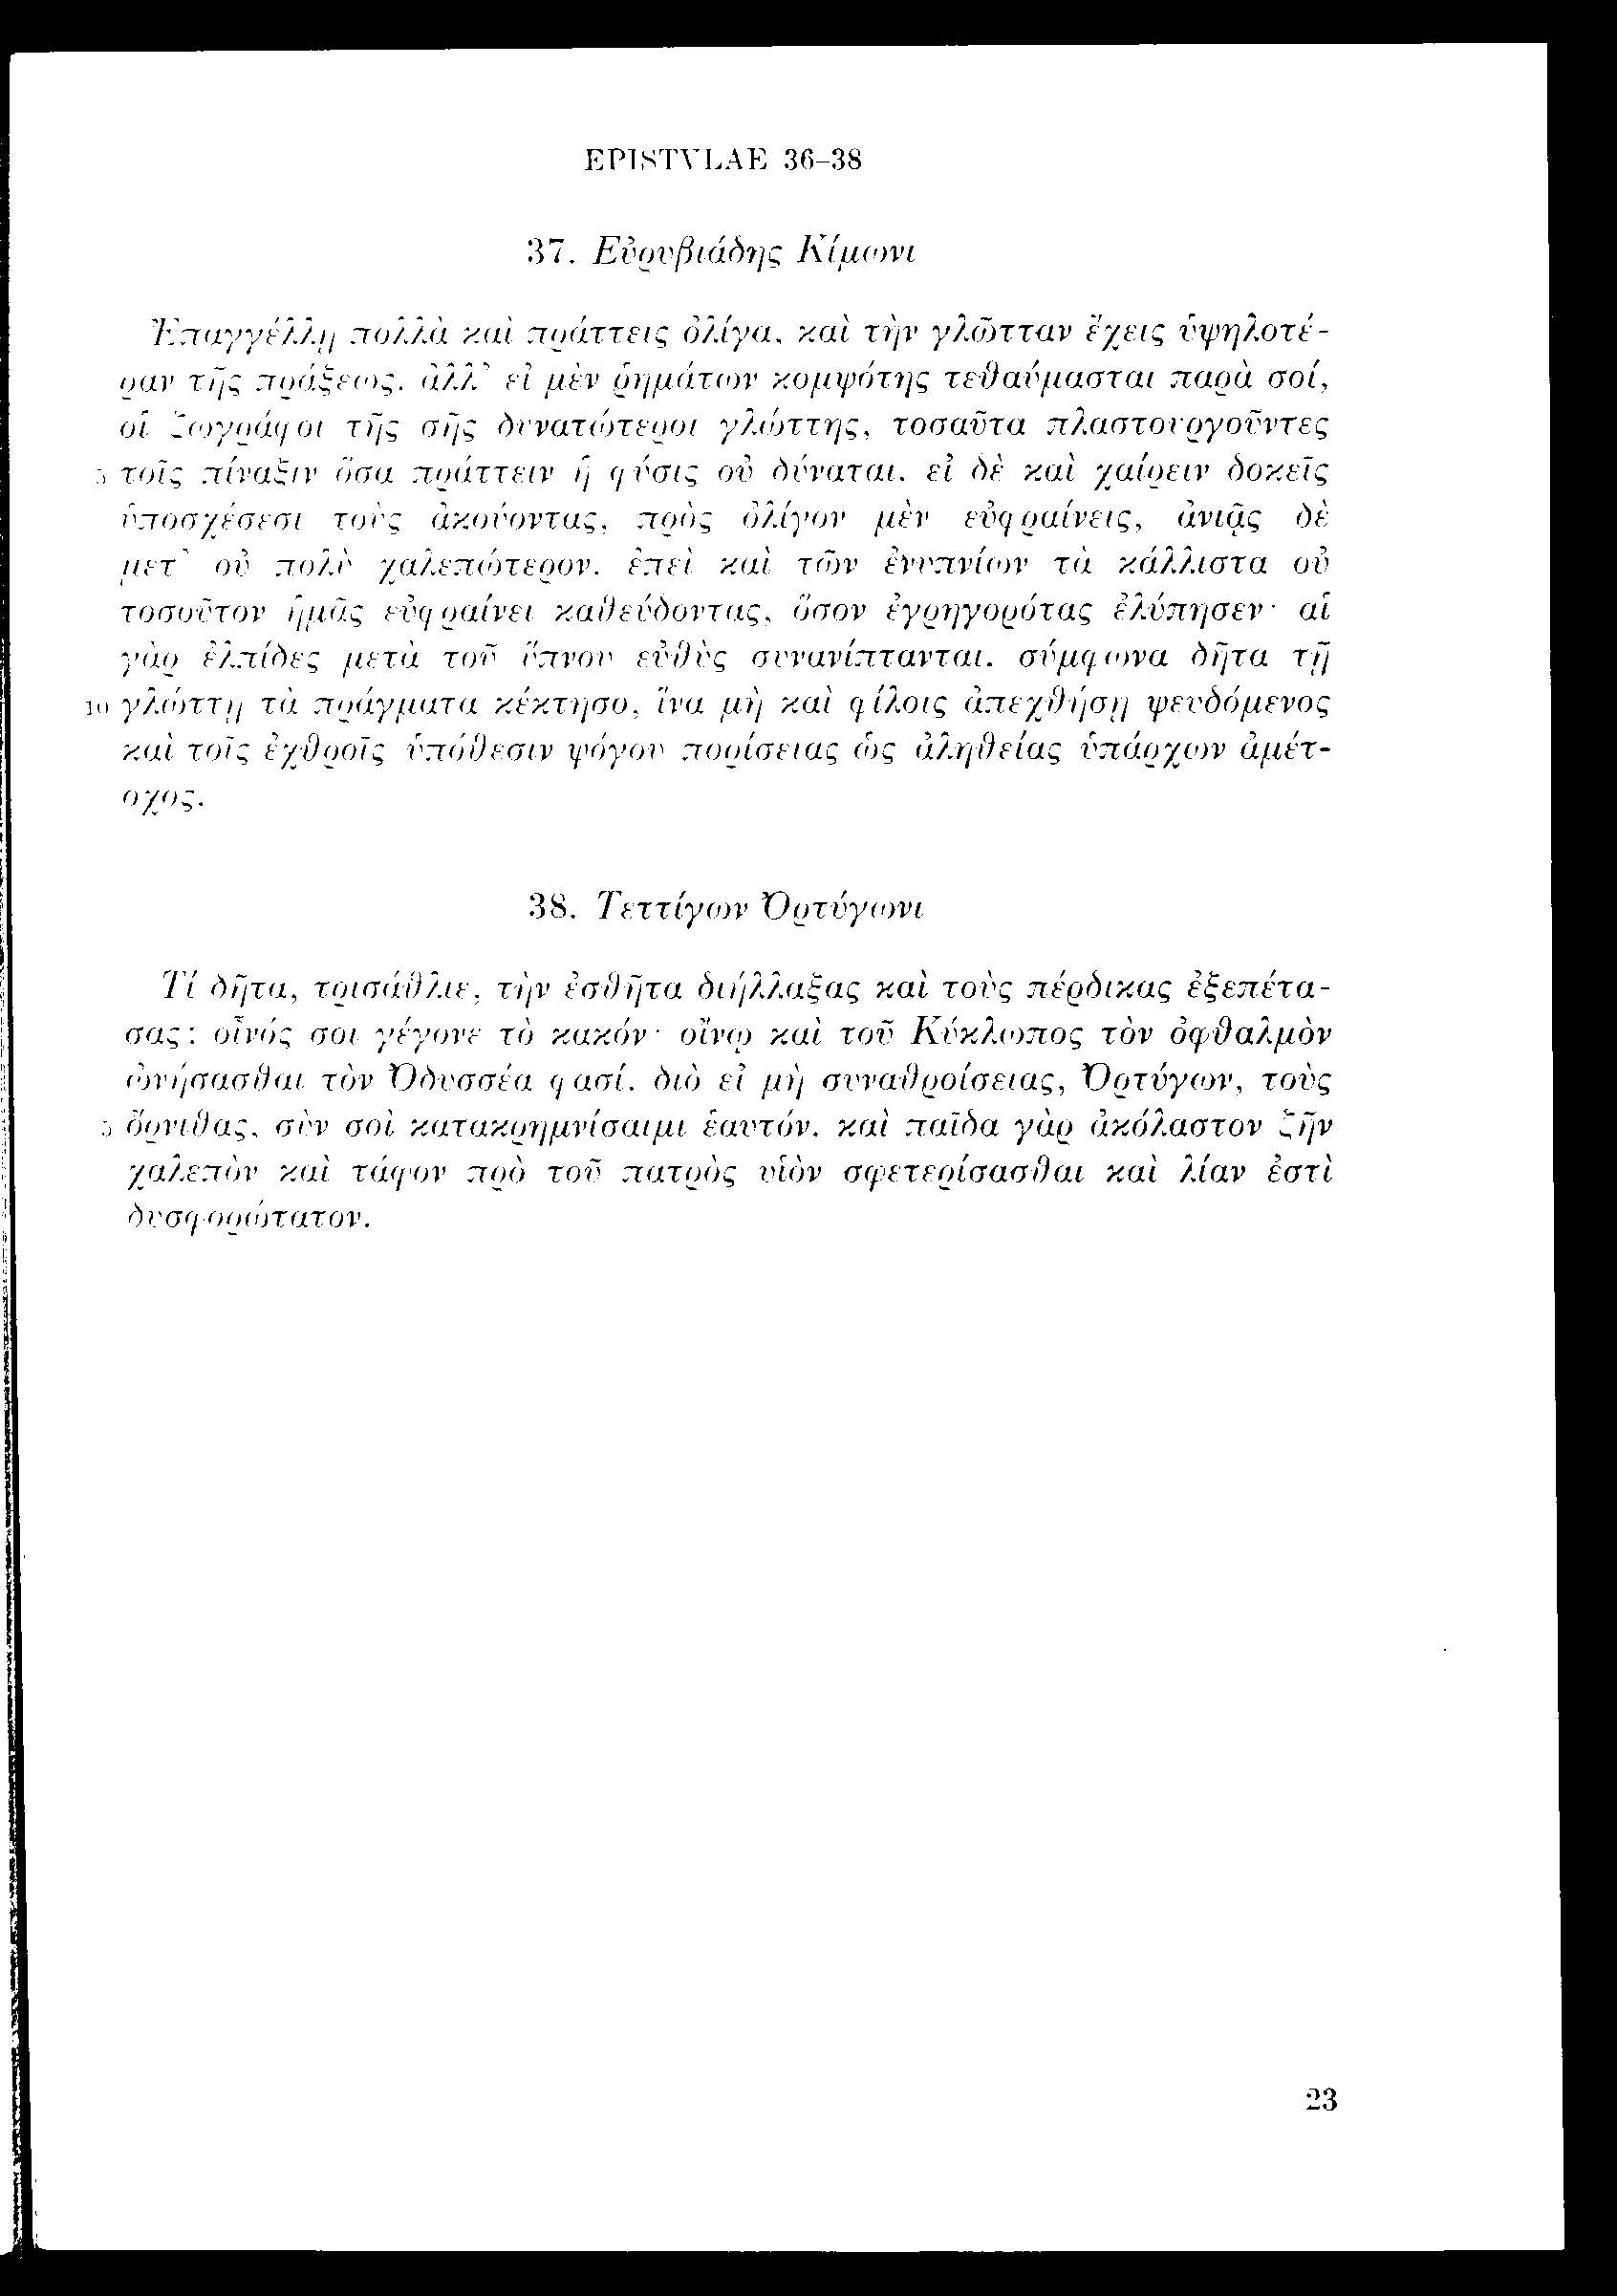 EPISTVLAE 36–38
37. Εὐρυβιάδης Κίμωνι
Ἐπαγγέλλῃ πολλὰ καὶ πράττεις ὀλίγα, καὶ τὴν γλῶτταν ἔχεις ὑψηλοτέ-
ραν τῆς πράξεως. ἀλλ’ εἰ μὲν ῥημάτων κομψότης τεθαύμασται παρὰ σοί,
οἱ ζωγράφοι τῆς σῆς δυνατώτεροι γλώττης, τοσαῦτα πλαστουργοῦντες
5 τοῖς πίναξιν ὅσα πράττειν ἡ φύσις οὐ δύναται. εἰ δὲ καὶ χαίρειν δοκεῖς
ὑποσχέσεσι τοὺς ἀκούοντας, πρὸς ὀλίγον μὲν εὐφραίνεις, ἀνιᾷς δὲ
μετ’ οὐ πολὺ χαλεπώτερον. ἐπεὶ καὶ τῶν ἐνυπνίων τὰ κάλλιστα οὐ
τοσοῦτον ἡμᾶς εὐφραίνει καθεύδοντας, ὅσον ἐγρηγορότας ἐλύπησεν· αἱ
γὰρ ἐλπίδες μετὰ τοῦ ὕπνου εὐθὺς συνανίπτανται. σύμφωνα δῆτα τῇ
10 γλώττῃ τὰ πράγματα κέκτησο, ἵνα μὴ καὶ φίλοις ἀπεχθήσῃ ψευδόμενος
καὶ τοῖς ἐχθροῖς ὑπόθεσιν ψόγου πορίσειας ὡς ἀληθείας ὑπάρχων ἀμέτ-
οχος.
38. Τεττίγων Ὀρτύγωνι
Τί δῆτα, τρισάθλιε, τὴν ἐσθῆτα διήλλαξας καὶ τοὺς πέρδικας ἐξεπέτα-
σας; οἶνός σοι γέγονε τὸ κακόν· οἴνῳ καὶ τοῦ Κύκλωπος τὸν ὀφθαλμὸν
ὠνήσασθαι τὸν Ὀδυσσέα φασί. διὸ εἰ μὴ συναθροίσειας, Ὀρτύγων, τοὺς
5 ὄρνιθας, σὺν σοὶ κατακρημνίσαιμι ἑαυτόν. καὶ παῖδα γὰρ ἀκόλαστον ζῆν
χαλεπὸν καὶ τάφον πρὸ τοῦ πατρὸς υἱὸν σφετερίσασθαι καὶ λίαν ἐστὶ
δυσφορώτατον.
23